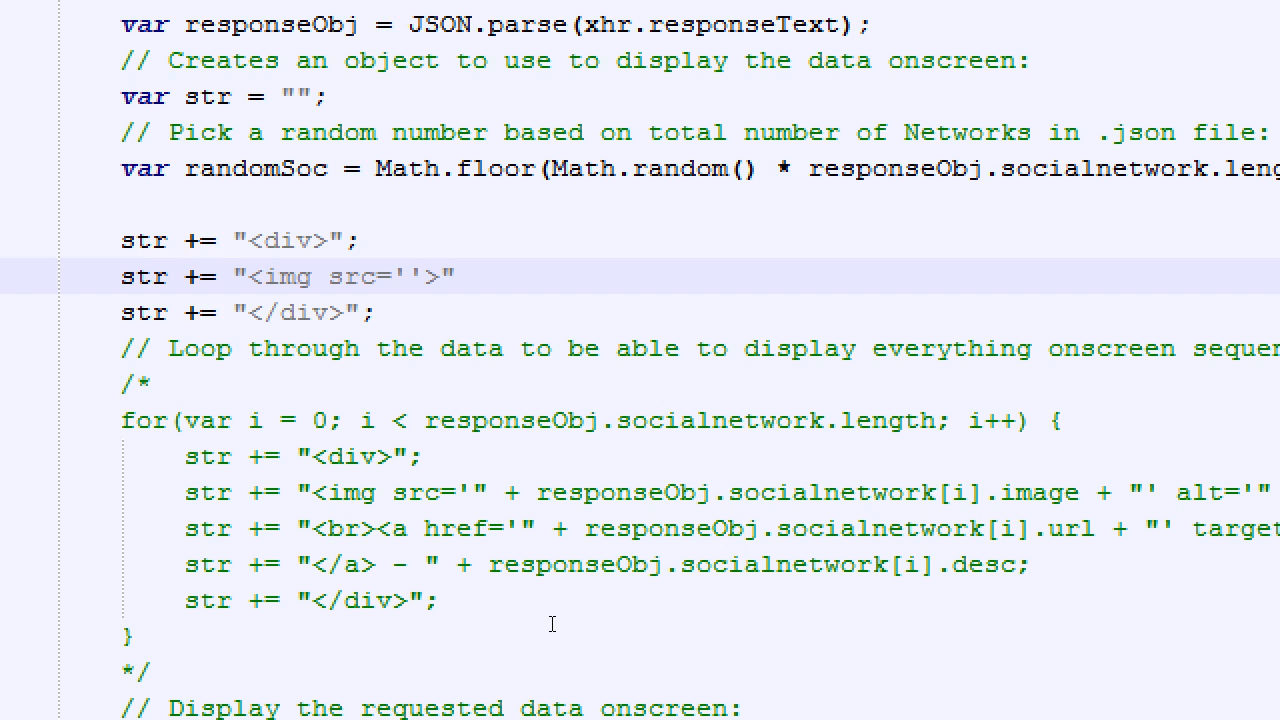 var responseObj = JSON.parse(xhr.responseText);
// Creates an object to use to display the data onscreen:
var str = "";
// Pick a random number based on total number of Networks in .json file:
var randomSoc = Math.floor(Math.random() * responseObj.socialnetwork.leng
str += "<div>";
str += "<img src=''>"
str += "</div>";
// Loop through the data to be able to display everything onscreen sequen
/*
for(var i = 0; i < responseObj.socialnetwork.length; i++) {
str += "<div>";
str += "<img src='" + responseObj.socialnetwork[i].image + "' alt='"
str += "<br><a href='" + responseObj.socialnetwork[i].url + "' target
str += "</a> - " + responseObj.socialnetwork[i].desc;
str += "</div>";
}
*/
// Display the requested data onscreen: